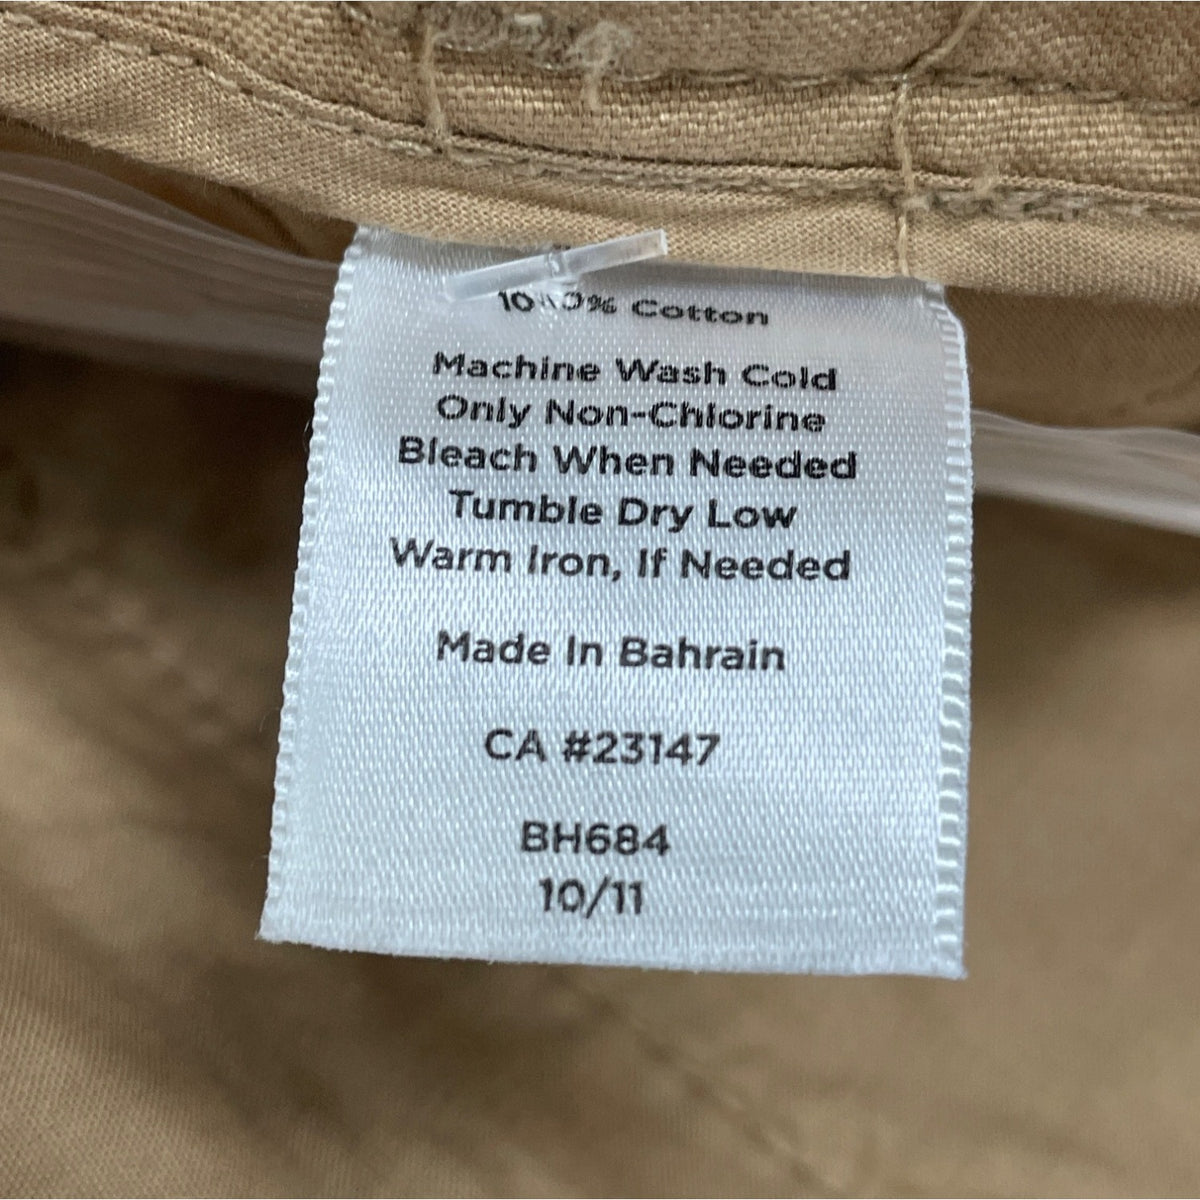 100% Cotton
Machine Wash Cold
Only Non-Chlorine
Bleach When Needed
Tumble Dry Low
Warm Iron, If Needed
Made In Bahrain
CA #23147
BH684
10/11